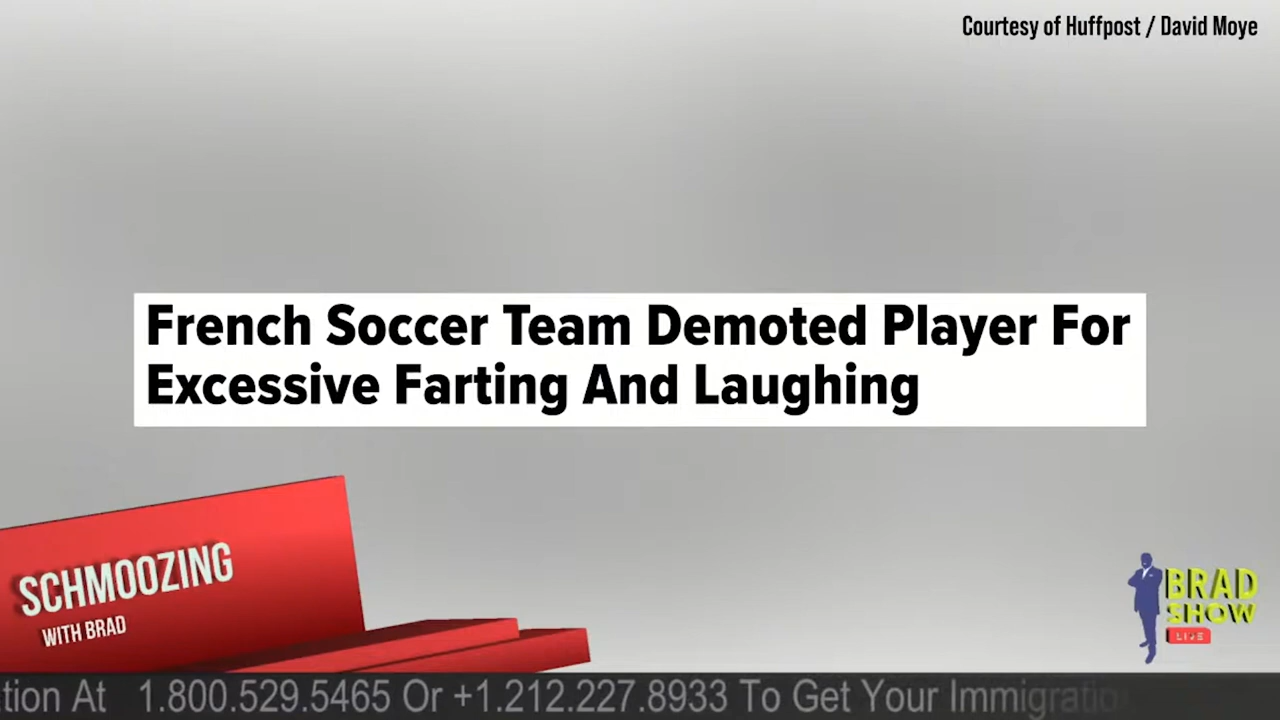 Courtesy of Huffpost / David Moye
French Soccer Team Demoted Player For
Excessive Farting And Laughing
SCHMOOZING
WITH BRAD
BRAD
SHOW
LIVE
tion At 1.800.529.5465 Or +1.212.227.8933 To Get Your Immigratio